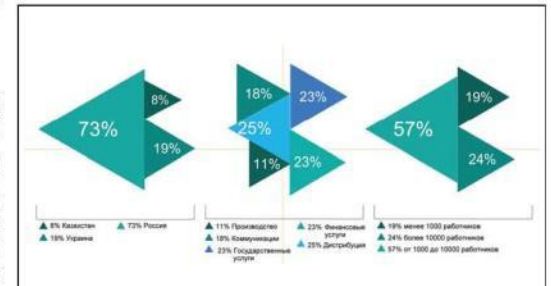 73%
8%
19%
18%
23%
25%
11%
23%
57%
19%
24%
8% Казахстан
73% Россия
19% Украина
11% Производство
18% Коммуникации
23% Государственные
услуги
23% Финансовые
услуги
25% Дистрибуция
19% менее 1000 работников
24% более 10000 работников
57% от 1000 до 10000 работников